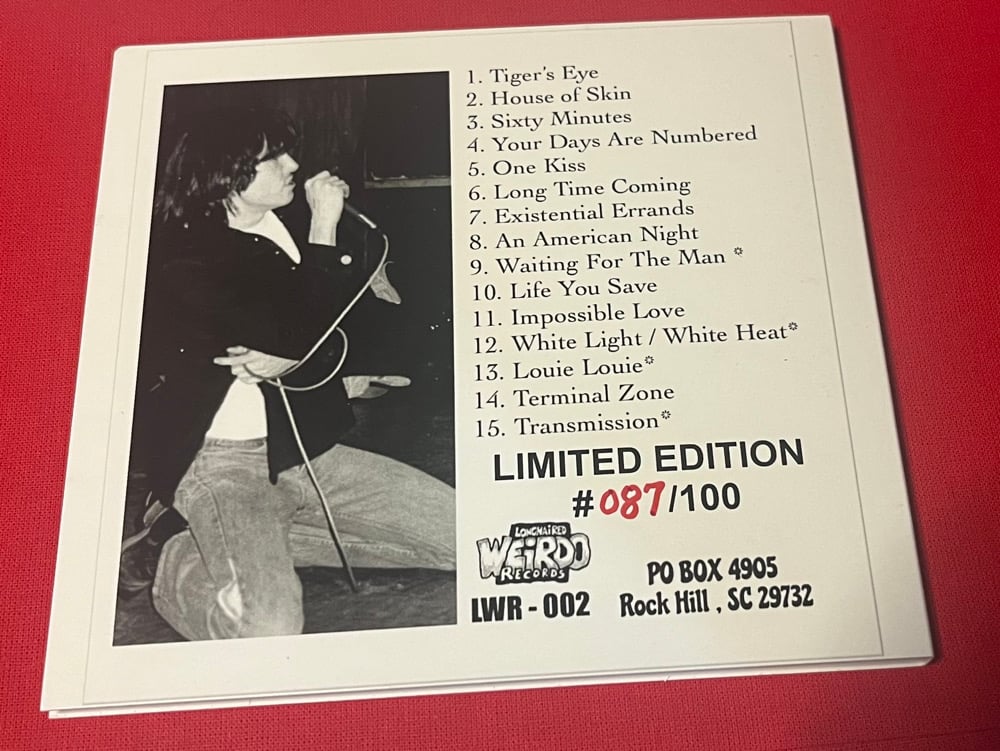 1. Tiger's Eye
2. House of Skin
3. Sixty Minutes
4. Your Days Are Numbered
5. One Kiss
6. Long Time Coming
7. Existential Errands
8. An American Night
9. Waiting For The Man *
10. Life You Save
11. Impossible Love
12. White Light / White Heat*
13. Louie Louie*
14. Terminal Zone
15. Transmission*
LIMITED EDITION
#087/100
LONGHAIRED
WEIRDO
RECORDS
LWR - 002
PO BOX 4905
Rock Hill , SC 29732